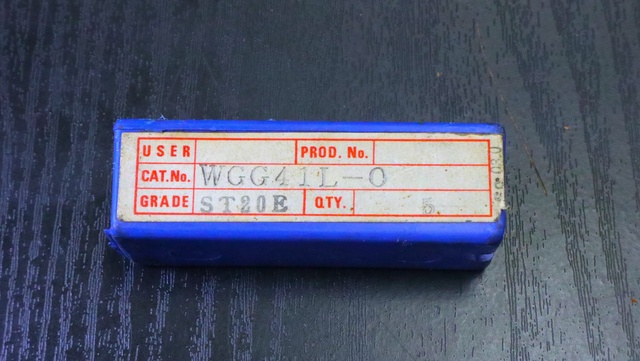 USER PROD. No.
CAT.No. WGG41L-0
GRADE ST20E QTY. 5